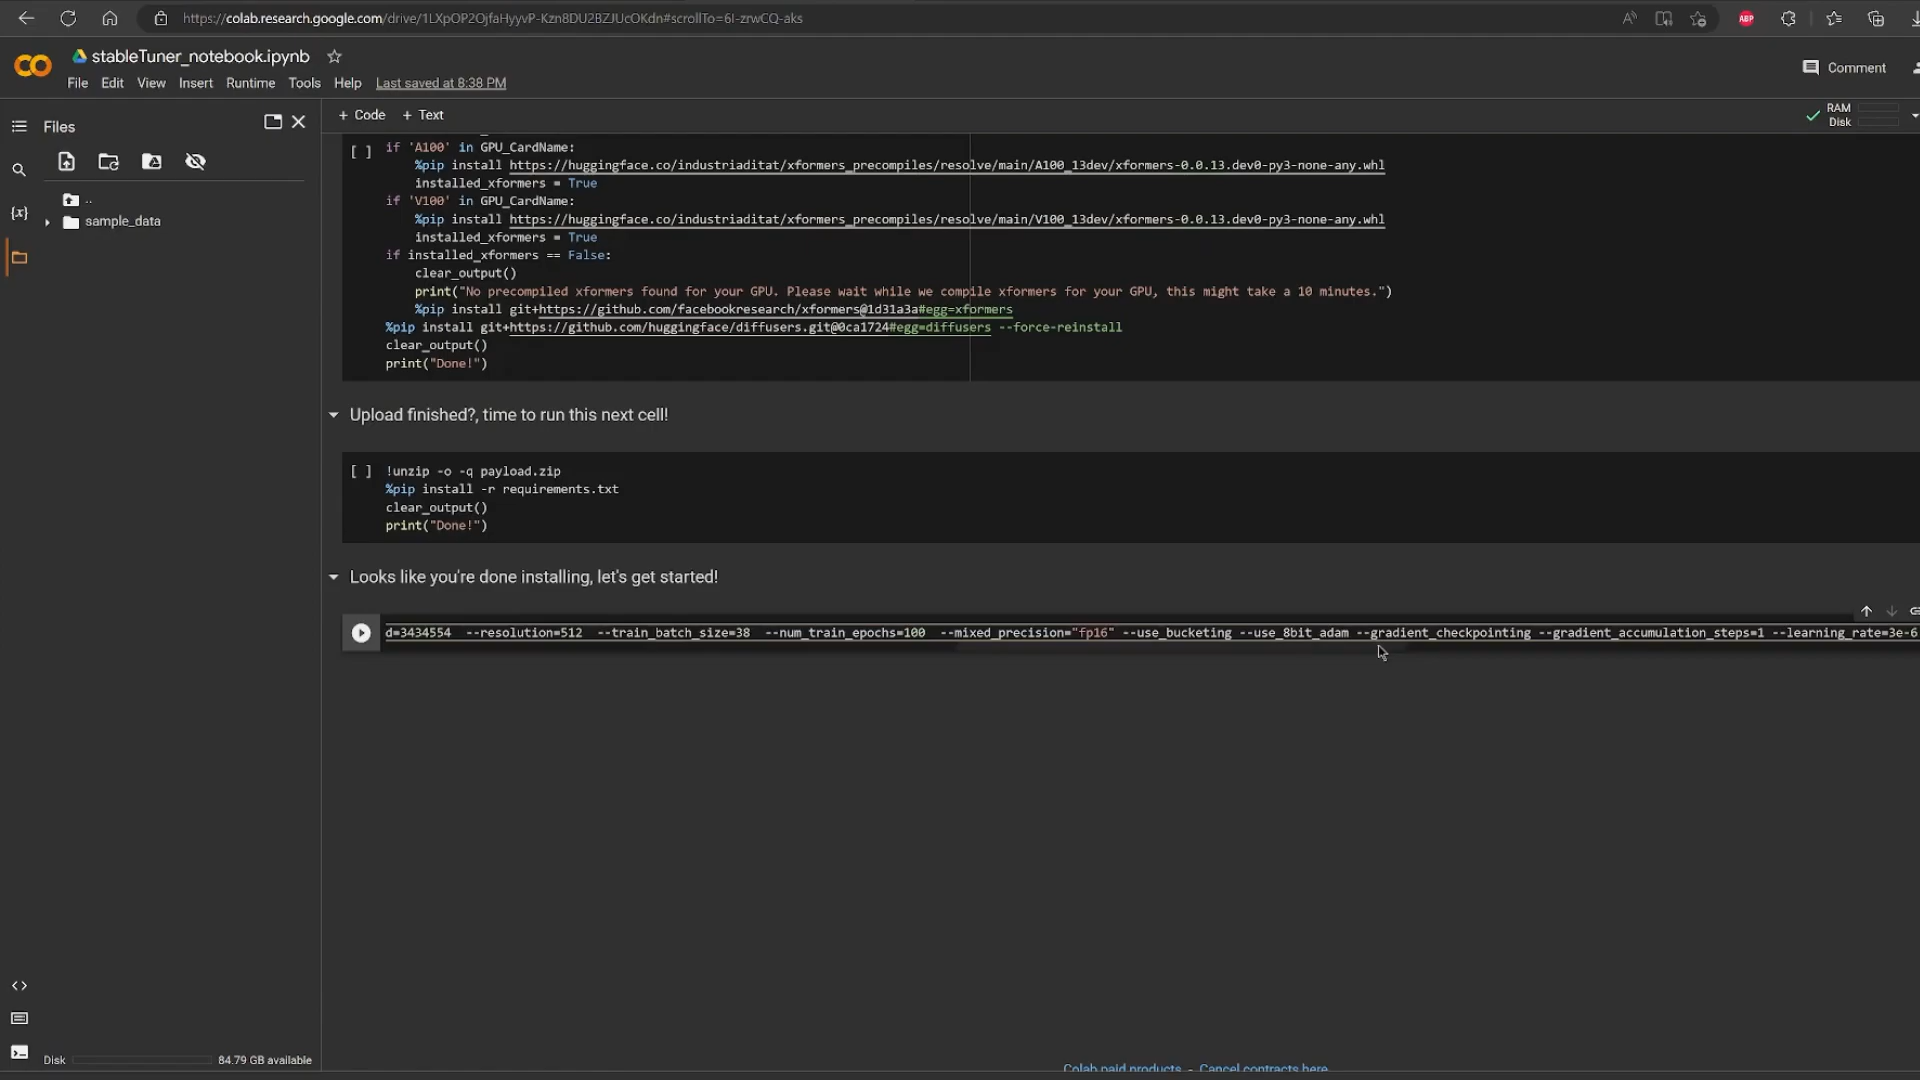 https://colab.research.google.com/drive/1LXpOP2OjfaHyyvP-Kzn8DU2BZJUcOKdn#scrollTo=6I-zrwCQ-aks
ABP
CO
stableTuner_notebook.ipynb
File Edit View Insert Runtime Tools Help Last saved at 8:38 PM
Comment
Files
+ Code + Text
RAM
Disk
..
sample_data
{x}
[ ] if 'A100' in GPU_CardName:
%pip install https://huggingface.co/industriaditat/xformers_precompiles/resolve/main/A100_13dev/xformers-0.0.13.dev0-py3-none-any.whl
installed_xformers = True
if 'V100' in GPU_CardName:
%pip install https://huggingface.co/industriaditat/xformers_precompiles/resolve/main/V100_13dev/xformers-0.0.13.dev0-py3-none-any.whl
installed_xformers = True
if installed_xformers == False:
clear_output()
print("No precompiled xformers found for your GPU. Please wait while we compile xformers for your GPU, this might take a 10 minutes.")
%pip install git+https://github.com/facebookresearch/xformers@1d31a3a#egg=xformers
%pip install git+https://github.com/huggingface/diffusers.git@0ca1724#egg=diffusers --force-reinstall
clear_output()
print("Done!")
Upload finished?, time to run this next cell!
[ ] !unzip -o -q payload.zip
%pip install -r requirements.txt
clear_output()
print("Done!")
Looks like you're done installing, let's get started!
d=3434554 --resolution=512 --train_batch_size=38 --num_train_epochs=100 --mixed_precision="fp16" --use_bucketing --use_8bit_adam --gradient_checkpointing --gradient_accumulation_steps=1 --learning_rate=3e-6
Disk 84.79 GB available
Colab paid products - Cancel contracts here